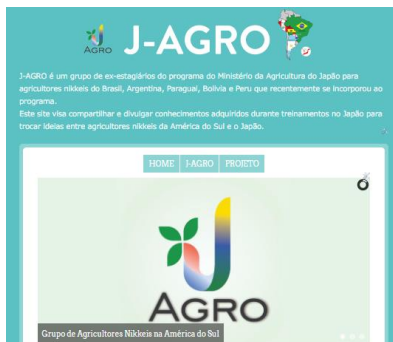 AGRO
J-AGRO
J-AGRO é um grupo de ex-estagiários do programa do Ministério da Agricultura do Japão para
agricultores nikkeis do Brasil, Argentina, Paraguai, Bolivia e Peru que recentemente se incorporou ao
programa.
Este site visa compartilhar e divulgar conhecimentos adquiridos durante treinamentos no Japão para
trocar ideias entre agricultores nikkeis da América do Sul e o Japão.
HOME J-AGRO PROJETO
AGRO
Grupo de Agricultores Nikkeis na América do Sul